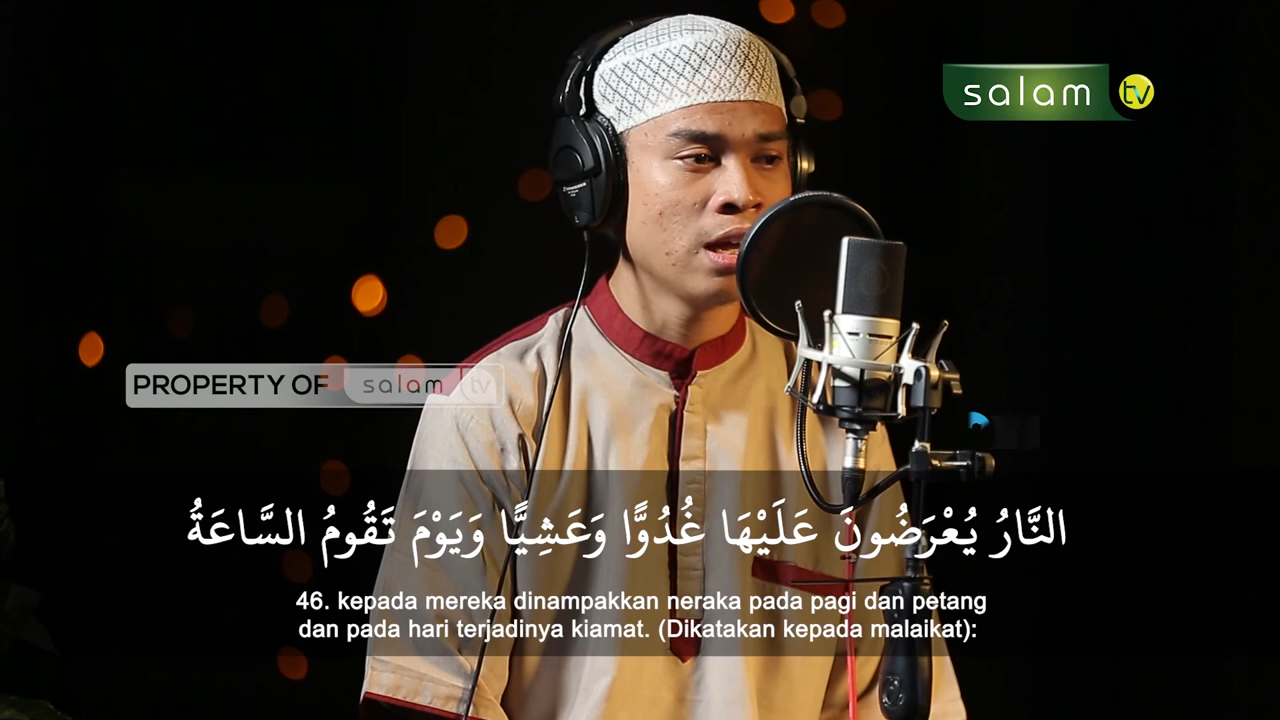 salam tv
PROPERTY OF salam tv
النَّارُ يُعْرَضُونَ عَلَيْهَا غُدُوًّا وَعَشِيًّا وَيَوْمَ تَقُومُ السَّاعَةُ
46. kepada mereka dinampakkan neraka pada pagi dan petang
dan pada hari terjadinya kiamat. (Dikatakan kepada malaikat):